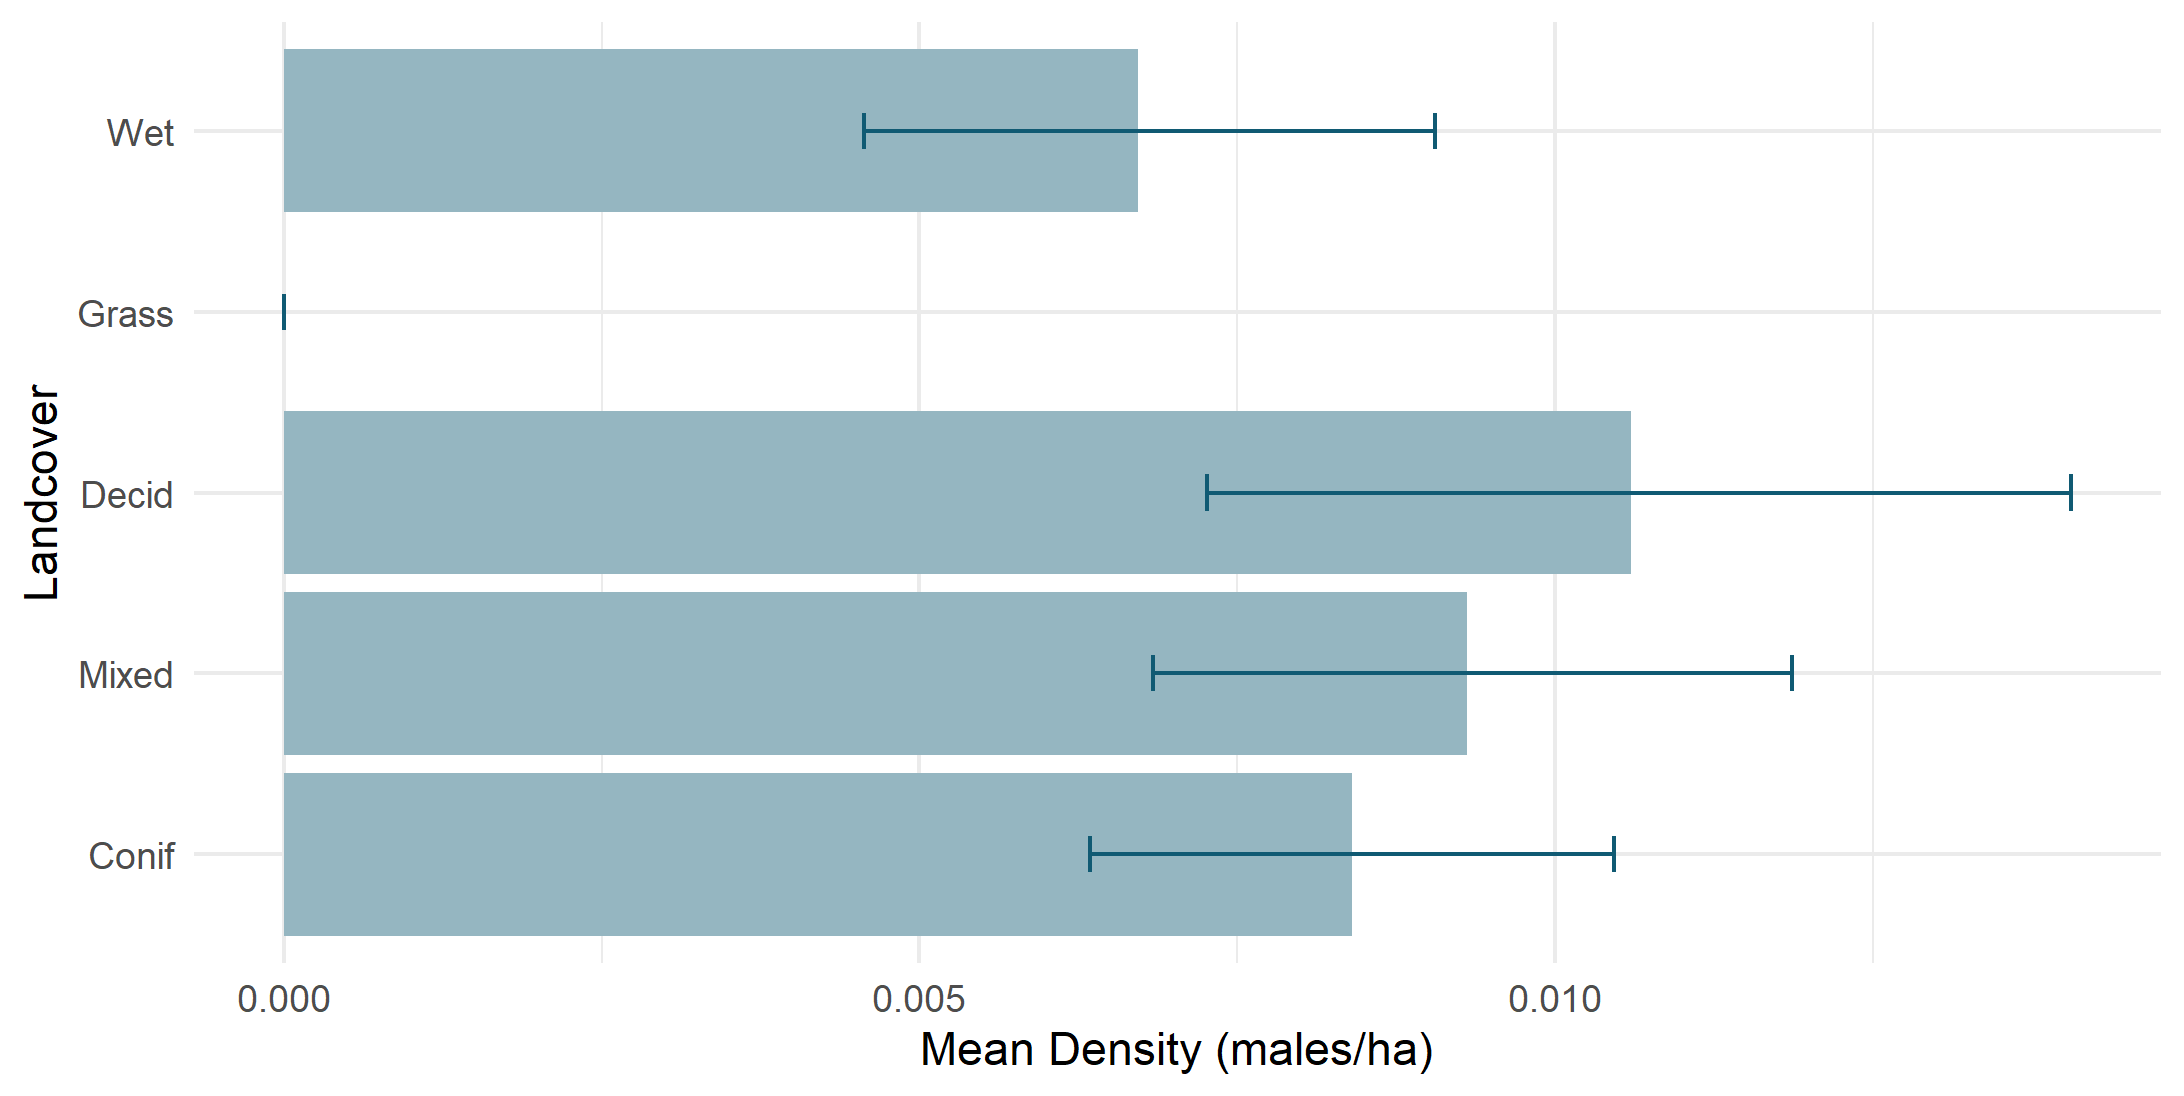 Landcover
Wet
Grass
Decid
Mixed
Conif
0.000 0.005 0.010
Mean Density (males/ha)